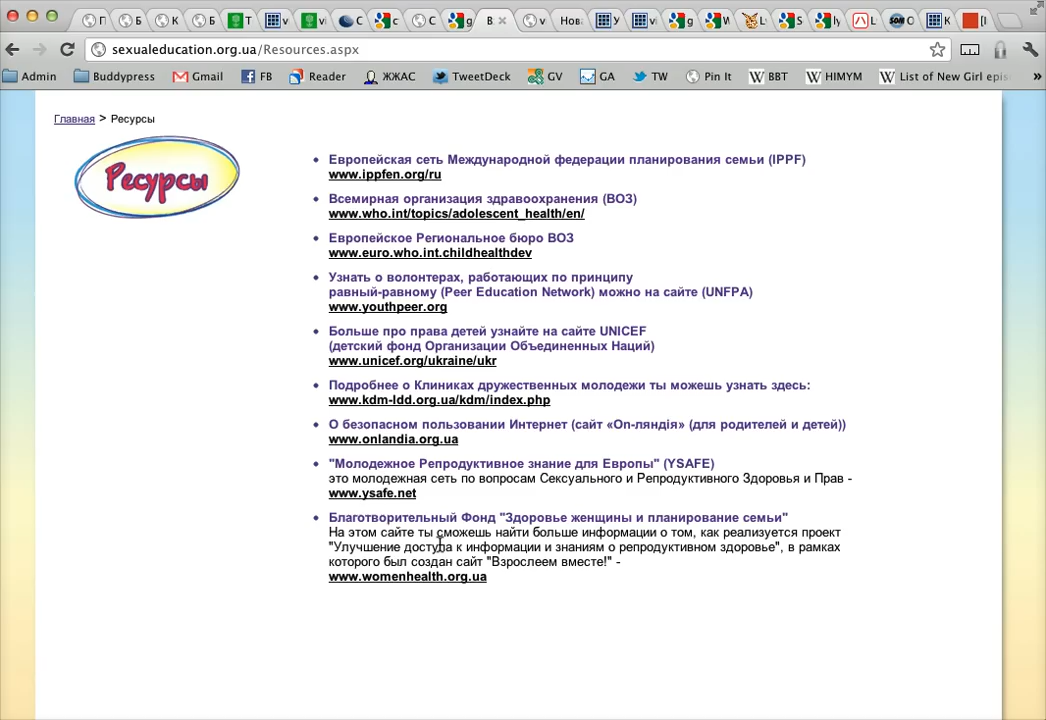 П
Б
К
Б
Т
v
vi
С
c
С
g
В
v
Нов
У
vi
g
W
L
S
ly
L
О
К
[I
sexualeducation.org.ua/Resources.aspx
Admin
Buddypress
Gmail
FB
Reader
ЖЖАС
TweetDeck
GV
GA
TW
Pin It
BBT
HIMYM
List of New Girl epis
»
Главная > Ресурсы
Ресурсы
• Европейская сеть Международной федерации планирования семьи (IPPF)
www.ippfen.org/ru
• Всемирная организация здравоохранения (ВОЗ)
www.who.int/topics/adolescent_health/en/
• Европейское Региональное бюро ВОЗ
www.euro.who.int.childhealthdev
• Узнать о волонтерах, работающих по принципу
равный-равному (Peer Education Network) можно на сайте (UNFPA)
www.youthpeer.org
• Больше про права детей узнайте на сайте UNICEF
(детский фонд Организации Объединенных Наций)
www.unicef.org/ukraine/ukr
• Подробнее о Клиниках дружественных молодежи ты можешь узнать здесь:
www.kdm-ldd.org.ua/kdm/index.php
• О безопасном пользовании Интернет (сайт «Оn-ляндія» (для родителей и детей))
www.onlandia.org.ua
• "Молодежное Репродуктивное знание для Европы" (YSAFE)
это молодежная сеть по вопросам Сексуального и Репродуктивного Здоровья и Прав -
www.ysafe.net
• Благотворительный Фонд "Здоровье женщины и планирование семьи"
На этом сайте ты сможешь найти больше информации о том, как реализуется проект
"Улучшение доступа к информации и знаниям о репродуктивном здоровье", в рамках
которого был создан сайт "Взрослеем вместе!" -
www.womenhealth.org.ua